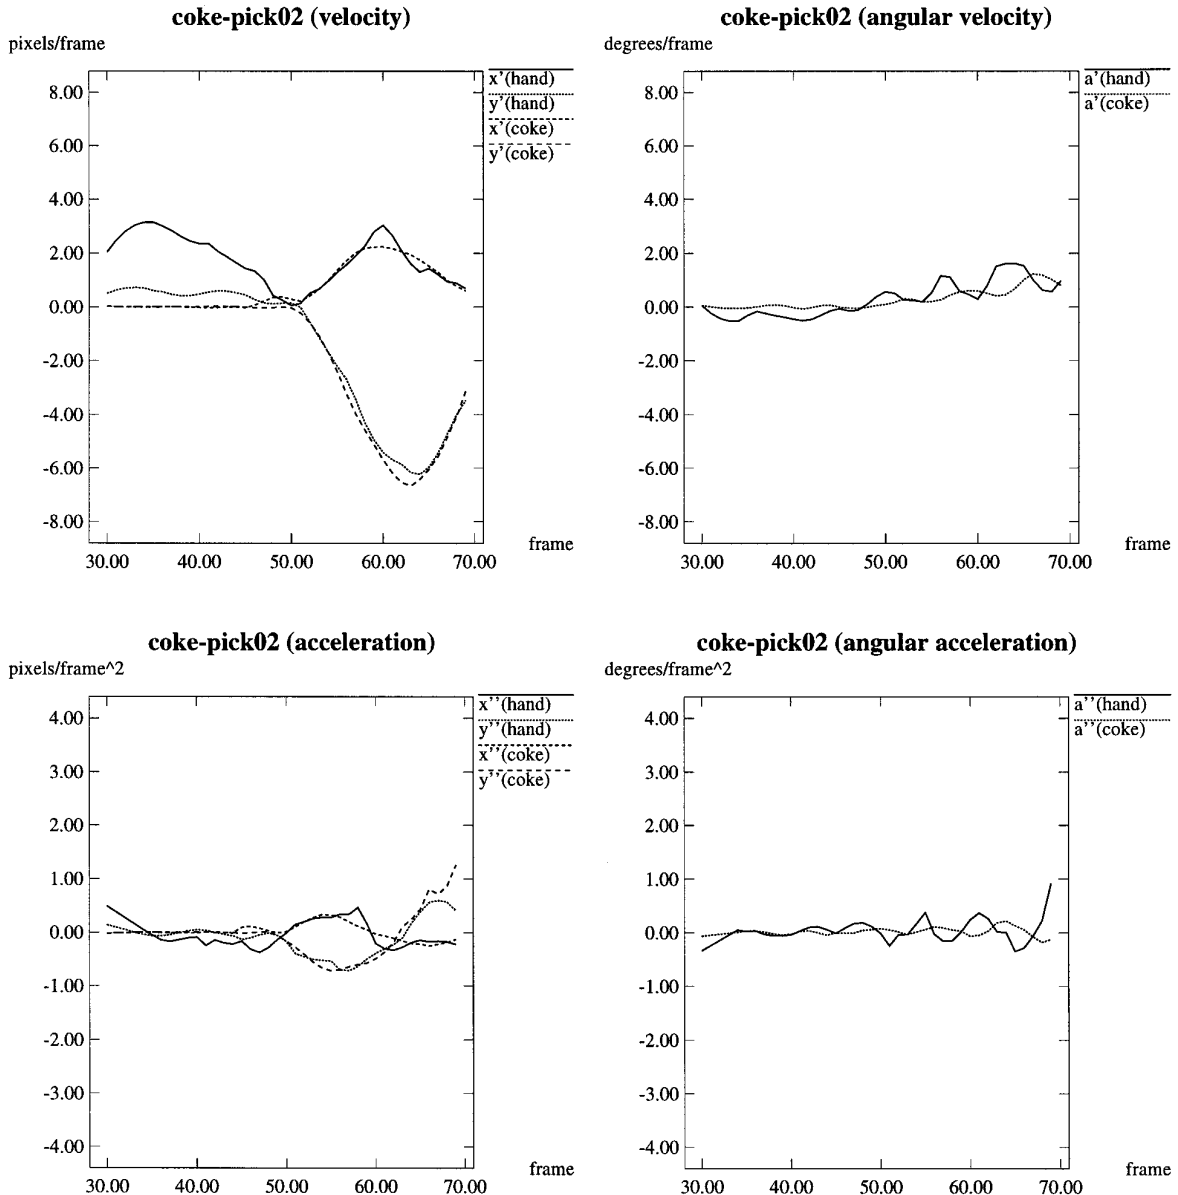 coke-pick02 (velocity)
pixels/frame
x'(hand)
y'(hand)
x'(coke)
y'(coke)
8.00
6.00
4.00
2.00
0.00
-2.00
-4.00
-6.00
-8.00
frame
30.00 40.00 50.00 60.00 70.00
coke-pick02 (angular velocity)
degrees/frame
a'(hand)
a'(coke)
8.00
6.00
4.00
2.00
0.00
-2.00
-4.00
-6.00
-8.00
frame
30.00 40.00 50.00 60.00 70.00
coke-pick02 (acceleration)
pixels/frame^2
x''(hand)
y''(hand)
x''(coke)
y''(coke)
4.00
3.00
2.00
1.00
0.00
-1.00
-2.00
-3.00
-4.00
frame
30.00 40.00 50.00 60.00 70.00
coke-pick02 (angular acceleration)
degrees/frame^2
a''(hand)
a''(coke)
4.00
3.00
2.00
1.00
0.00
-1.00
-2.00
-3.00
-4.00
frame
30.00 40.00 50.00 60.00 70.00